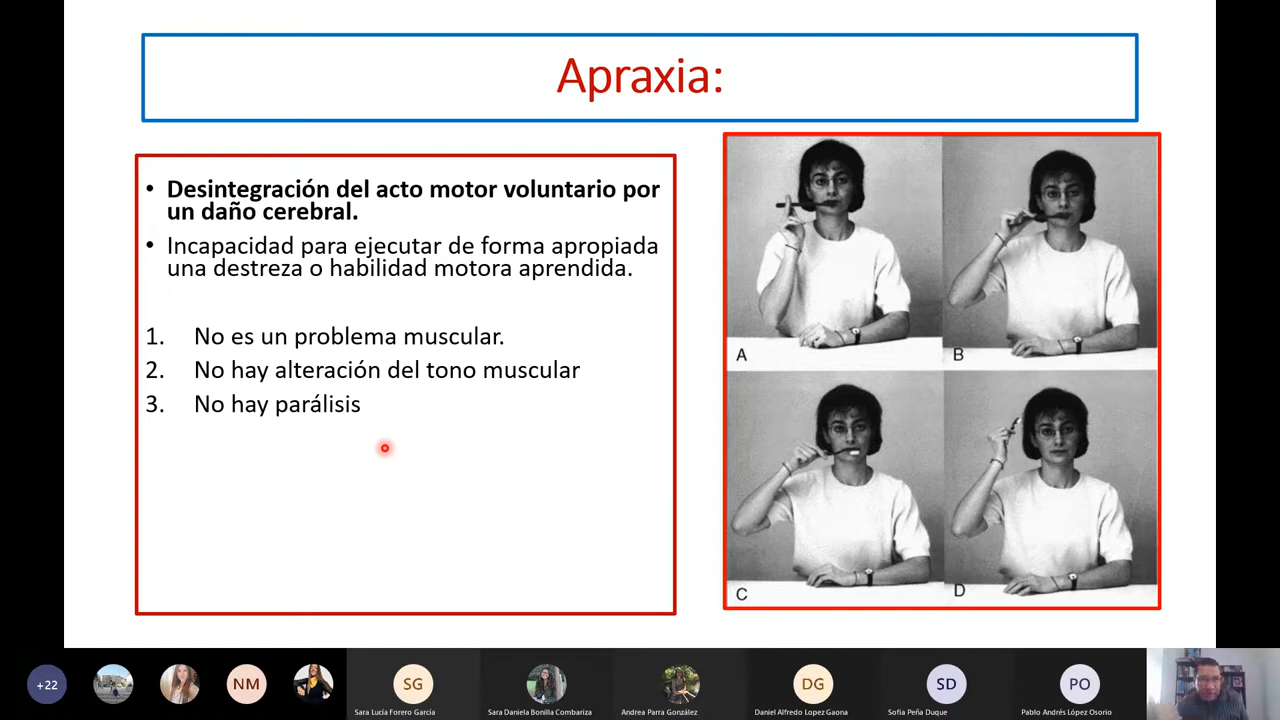 Apraxia:
• Desintegración del acto motor voluntario por
un daño cerebral.
• Incapacidad para ejecutar de forma apropiada
una destreza o habilidad motora aprendida.
1. No es un problema muscular.
2. No hay alteración del tono muscular
3. No hay parálisis
A
B
C
D
+22
NM
SG
DG
SD
PO
Sara Lucía Forero García
Sara Daniela Bonilla Combariza
Andrea Parra González
Daniel Alfredo Lopez Gaona
Sofia Peña Duque
Pablo Andrés López Osorio